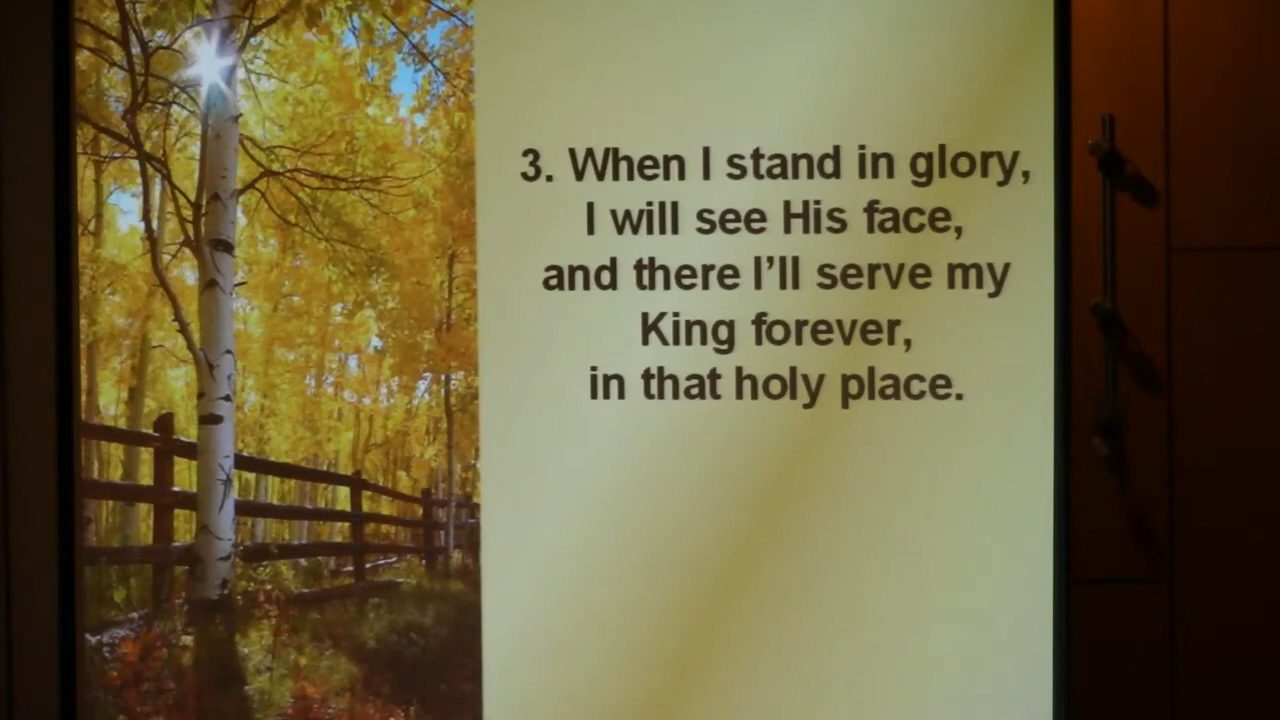 3. When I stand in glory,
I will see His face,
and there I’ll serve my
King forever,
in that holy place.